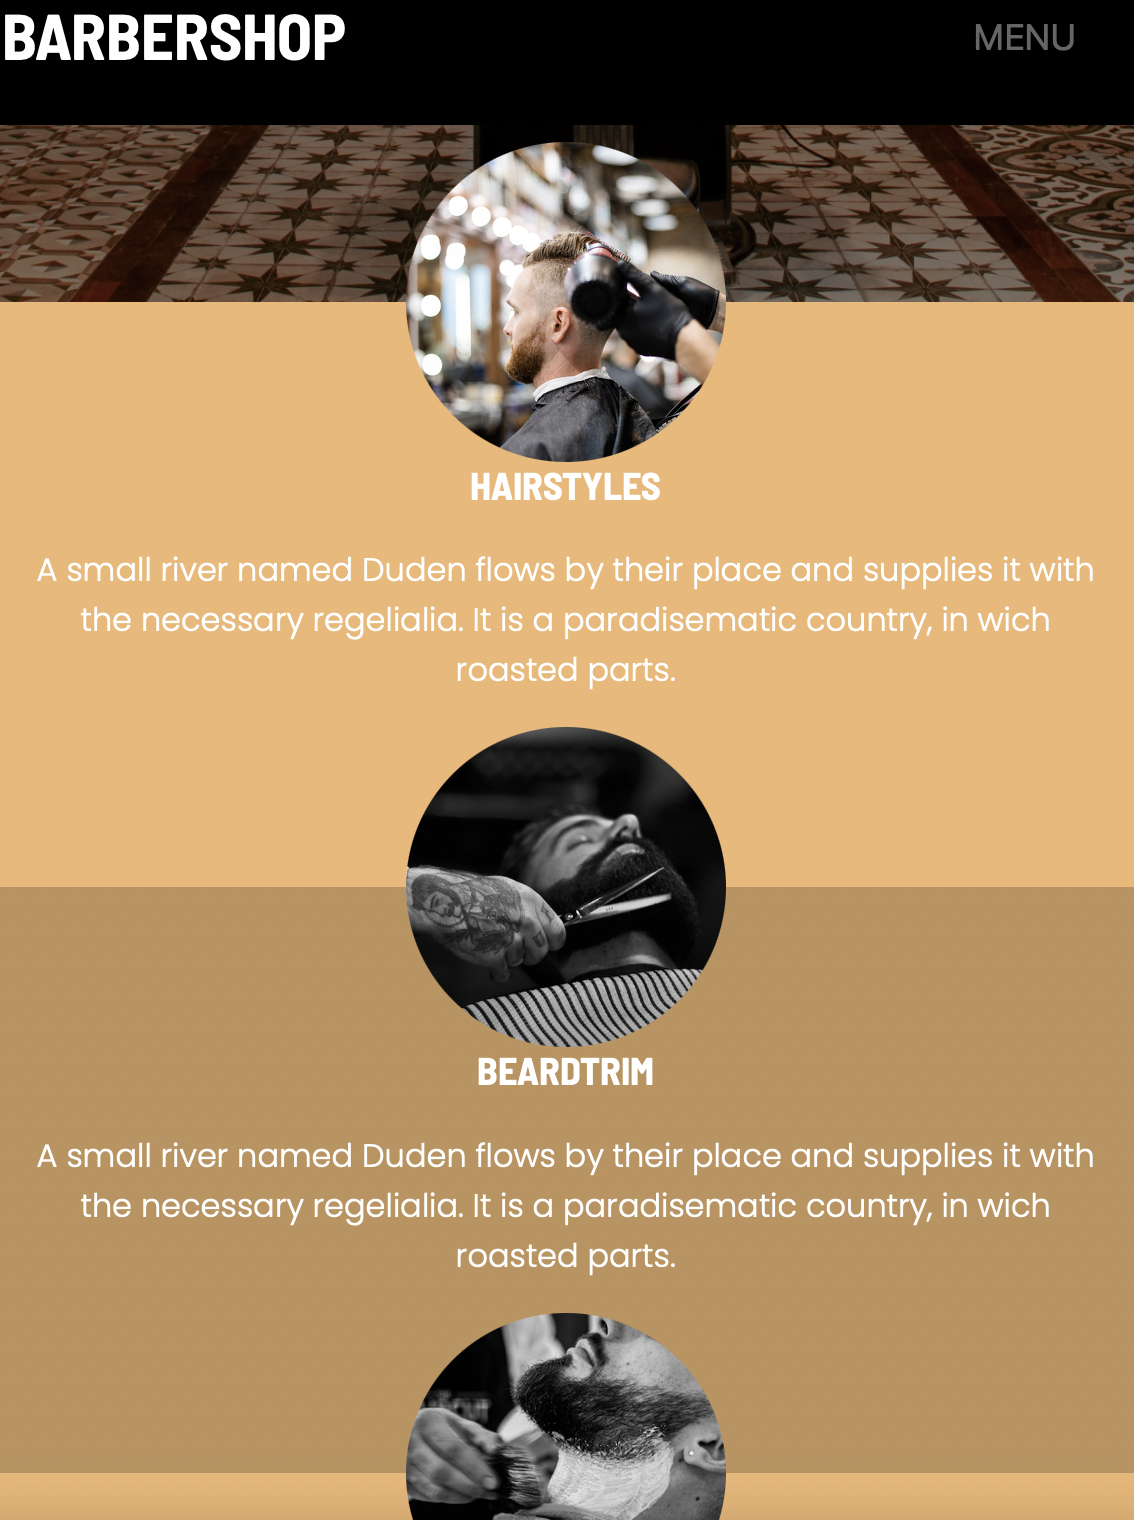 BARBERSHOP
MENU
HAIRSTYLES
A small river named Duden flows by their place and supplies it with
the necessary regelialia. It is a paradisematic country, in wich
roasted parts.
BEARDTRIM
A small river named Duden flows by their place and supplies it with
the necessary regelialia. It is a paradisematic country, in wich
roasted parts.